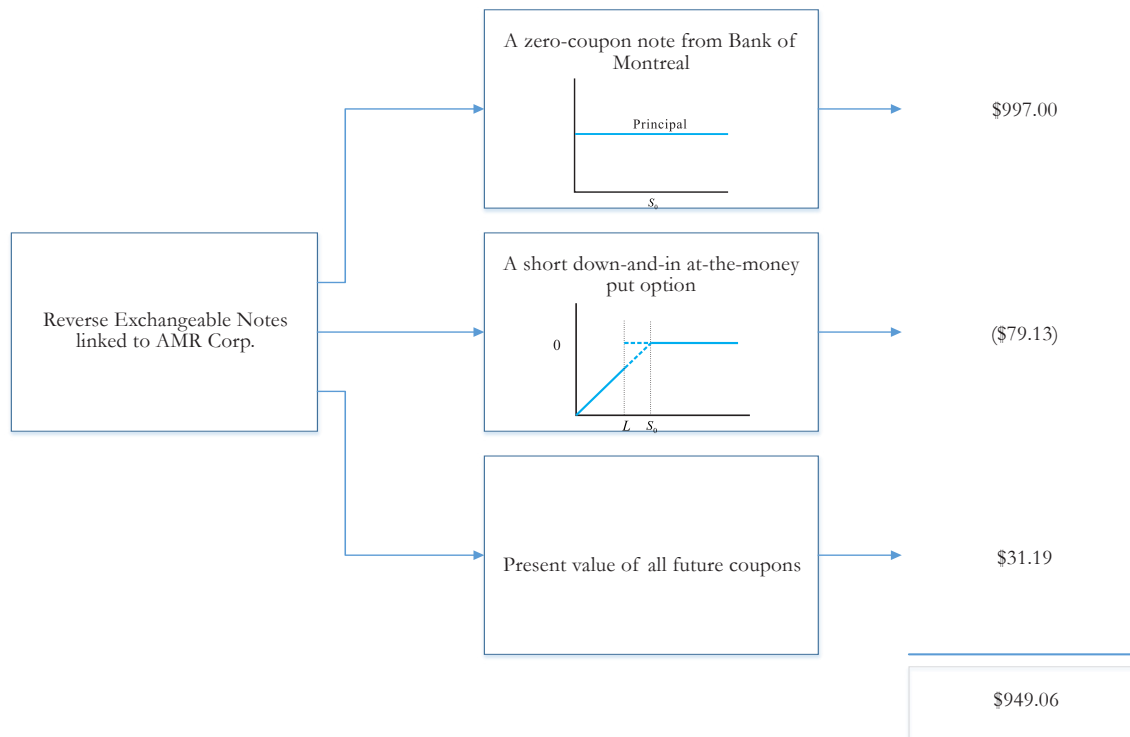 A zero-coupon note from Bank of
Montreal
Principal
S₀
$997.00
Reverse Exchangeable Notes
linked to AMR Corp.
A short down-and-in at-the-money
put option
0
L S₀
($79.13)
Present value of all future coupons
$31.19
$949.06